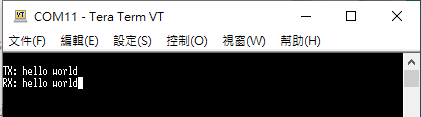 COM11 - Tera Term VT
文件(F) 編輯(E) 設定(S) 控制(O) 視窗(W) 幫助(H)
TX: hello world
RX: hello world